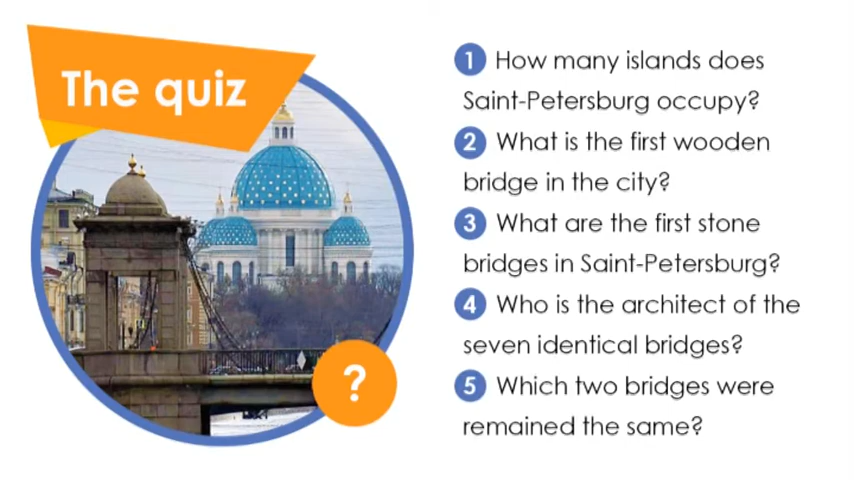 The quiz
?
1 How many islands does
Saint-Petersburg occupy?
2 What is the first wooden
bridge in the city?
3 What are the first stone
bridges in Saint-Petersburg?
4 Who is the architect of the
seven identical bridges?
5 Which two bridges were
remained the same?